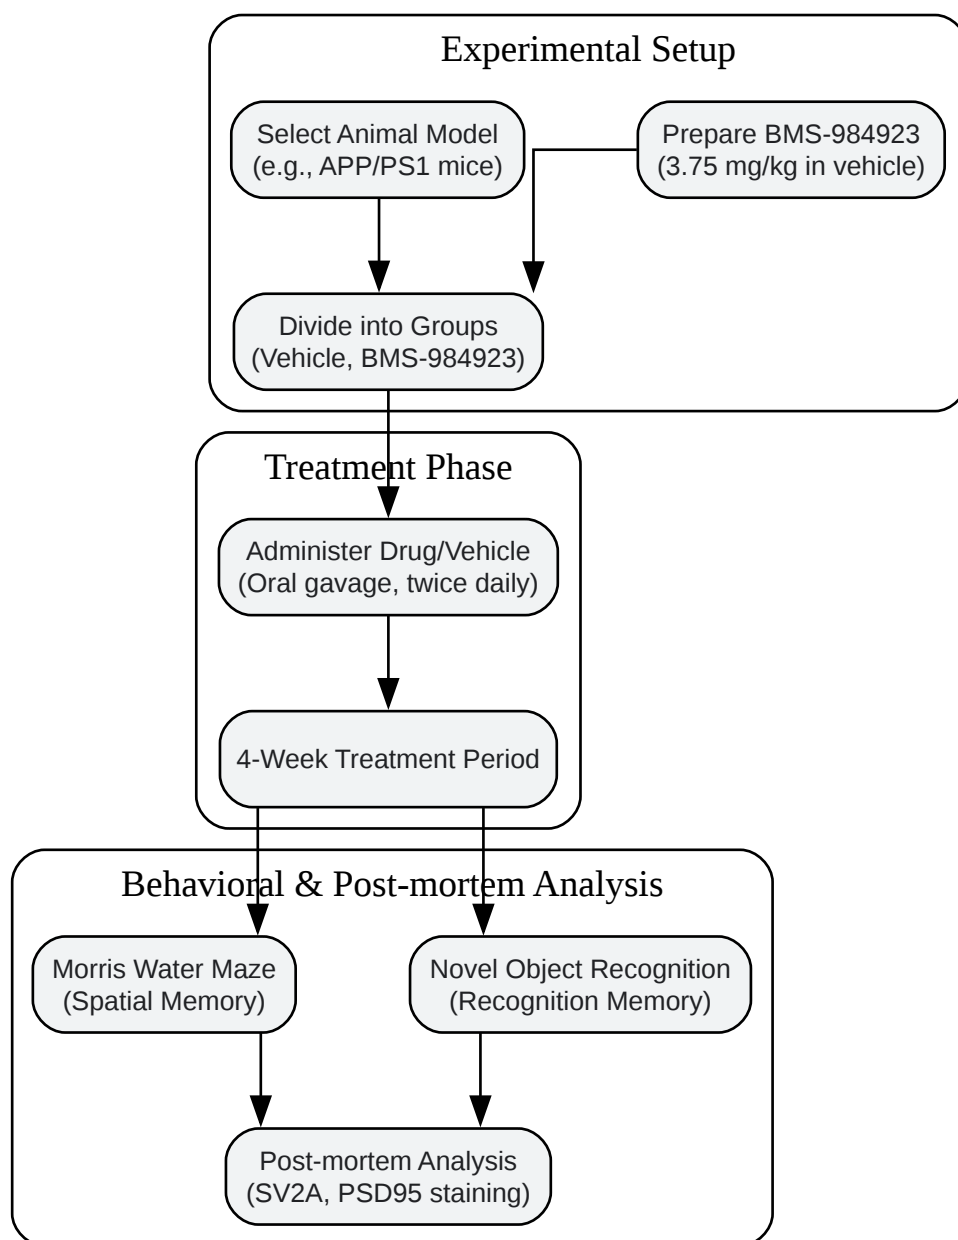 Experimental Setup
Select Animal Model
(e.g., APP/PS1 mice)
Prepare BMS-984923
(3.75 mg/kg in vehicle)
Divide into Groups
(Vehicle, BMS-984923)
Treatment Phase
Administer Drug/Vehicle
(Oral gavage, twice daily)
4-Week Treatment Period
Behavioral & Post-mortem Analysis
Morris Water Maze
(Spatial Memory)
Novel Object Recognition
(Recognition Memory)
Post-mortem Analysis
(SV2A, PSD95 staining)